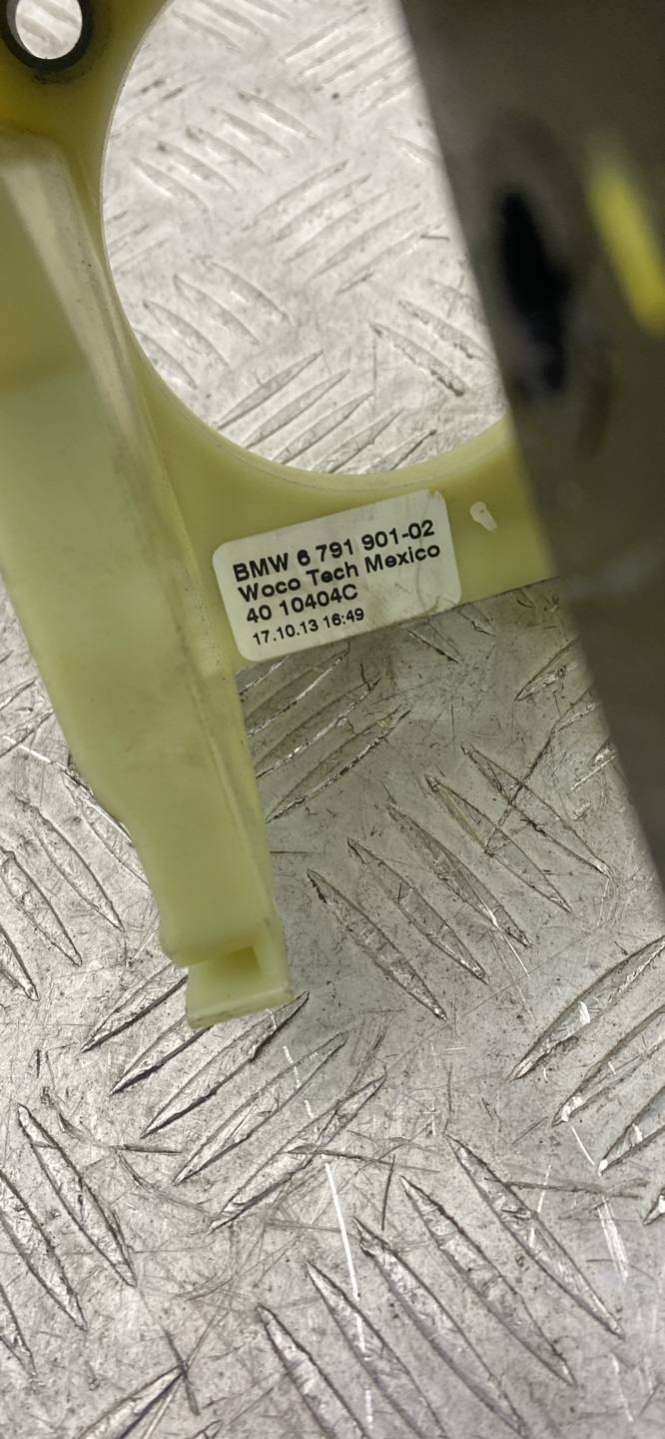 BMW 6 791 901-02
Woco Tech Mexico
40 10404C
17.10.13 16:49